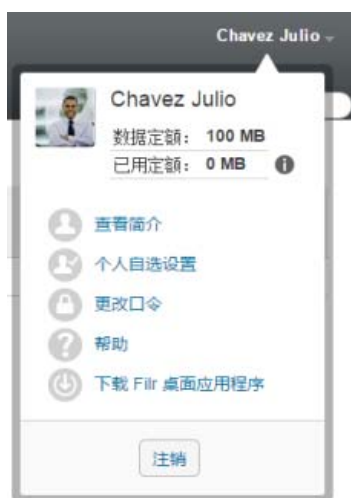 Chavez Julio
Chavez Julio
数据定額： 100 MB
已用定額： 0 MB
查看简介
个人自选设置
更改口令
帮助
下载 Filr 桌面应用程序
注销